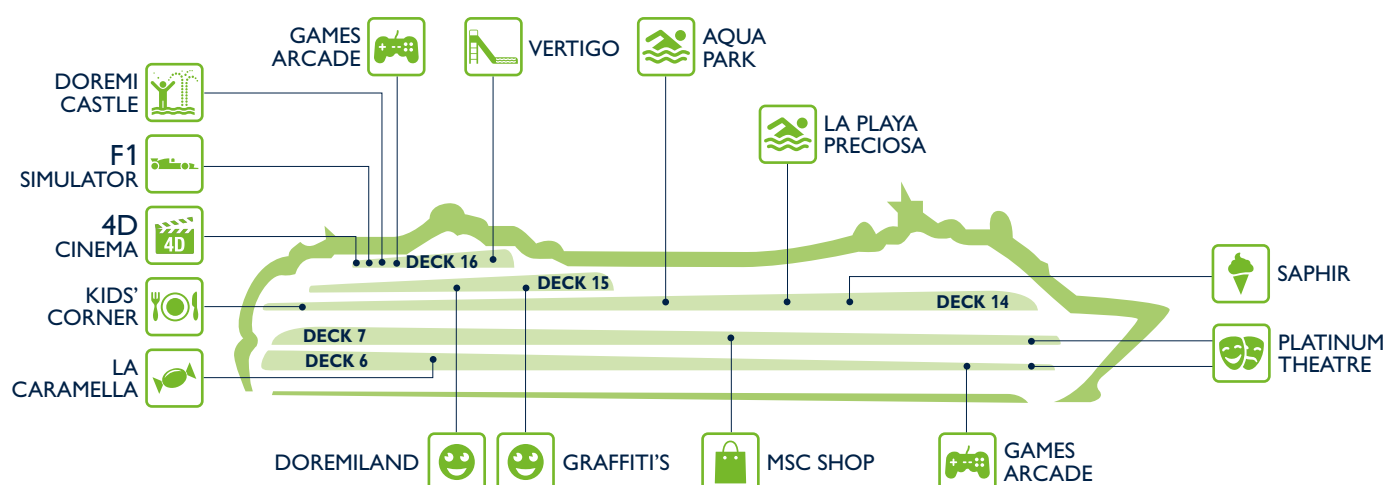 GAMES
ARCADE
VERTIGO
AQUA
PARK
DOREMI
CASTLE
LA PLAYA
PRECIOSA
F1
SIMULATOR
4D
CINEMA
4D
DECK 16
SAPHIR
DECK 15
KIDS'
CORNER
DECK 14
DECK 7
PLATINUM
THEATRE
DECK 6
LA
CARAMELLA
DOREMILAND
GRAFFITI'S
MSC SHOP
GAMES
ARCADE